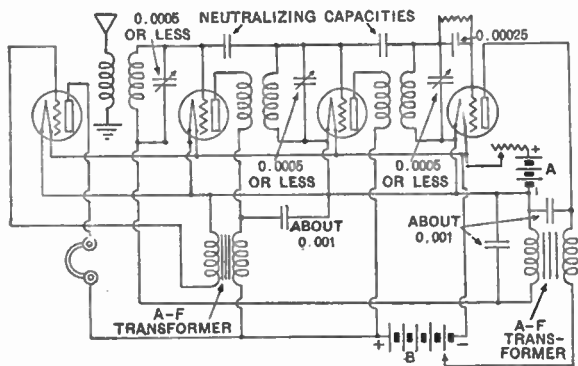 0.0005
OR LESS
NEUTRALIZING CAPACITIES
0.00025
0.0005
OR LESS
0.0005
OR LESS
+
A
-
ABOUT
0.001
ABOUT
0.001
A-F
TRANSFORMER
+
B
-
A-F
TRANS-
FORMER